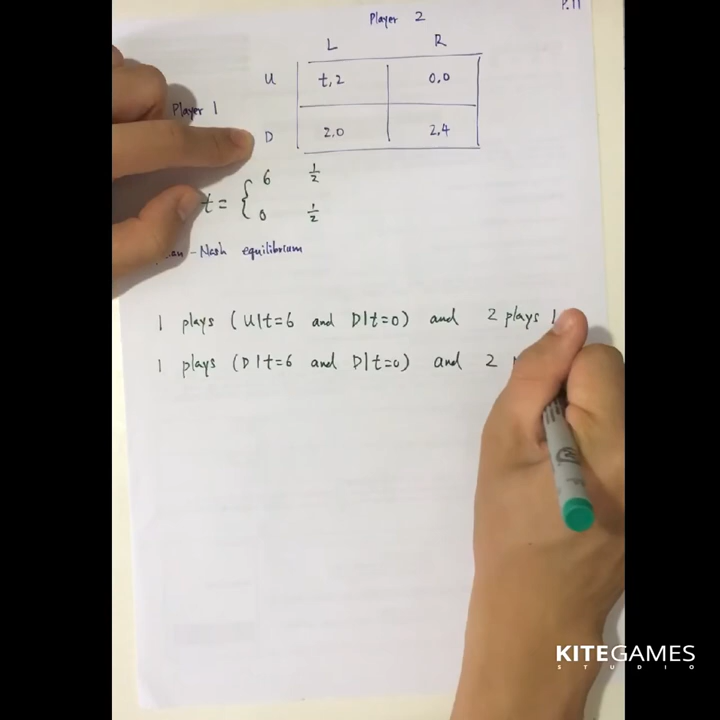 P.11
Player 2
L R
U t,2 0,0
Player 1
D 2,0 2,4
t = { 6 1/2
0 1/2
-Nash equilibrium
1 plays (U|t=6 and D|t=0) and 2 plays
1 plays (D|t=6 and D|t=0) and 2
KITEGAMES
STUDIO